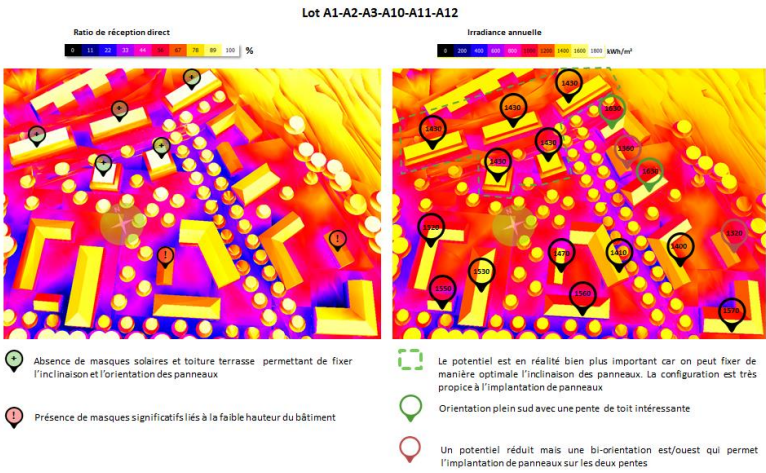 Lot A1-A2-A3-A10-A11-A12
Ratio de réception direct
0 11 22 33 44 56 67 78 89 100 %
Irradiance annuelle
0 200 400 600 800 1000 1200 1400 1600 1800 kWh/m²
+
+
+
+
+
!
!
1430
1430
1650
1430
1430
1360
1430
1650
1520
1320
1400
1410
1470
1530
1550
1560
1570
+ Absence de masques solaires et toiture terrasse permettant de fixer
l'inclinaison et l'orientation des panneaux
! Présence de masques significatifs liés à la faible hauteur du bâtiment
Le potentiel est en réalité bien plus important car on peut fixer de
manière optimale l'inclinaison des panneaux. La configuration est très
propice à l'implantation de panneaux
Orientation plein sud avec une pente de toit intéressante
Un potentiel réduit mais une bi-orientation est/ouest qui permet
l'implantation de panneaux sur les deux pentes